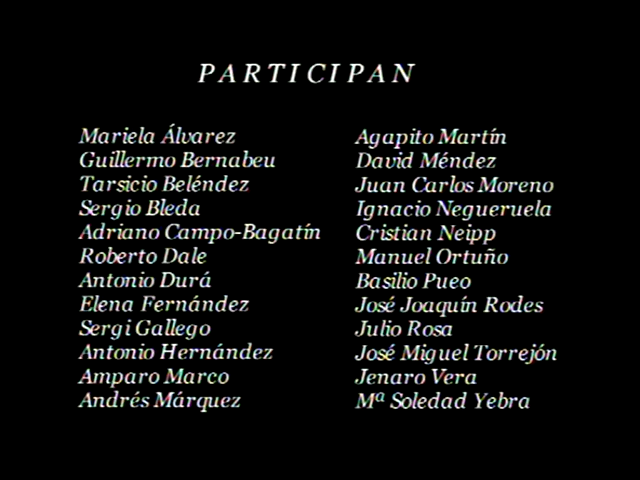 PARTICIPAN
Mariela Álvarez
Guillermo Bernabeu
Tarsicio Beléndez
Sergio Bleda
Adriano Campo-Bagatín
Roberto Dale
Antonio Durá
Elena Fernández
Sergi Gallego
Antonio Hernández
Amparo Marco
Andrés Márquez
Agapito Martín
David Méndez
Juan Carlos Moreno
Ignacio Negueruela
Cristian Neipp
Manuel Ortuño
Basilio Pueo
José Joaquín Rodes
Julio Rosa
José Miguel Torrejón
Jenaro Vera
Mª Soledad Yebra